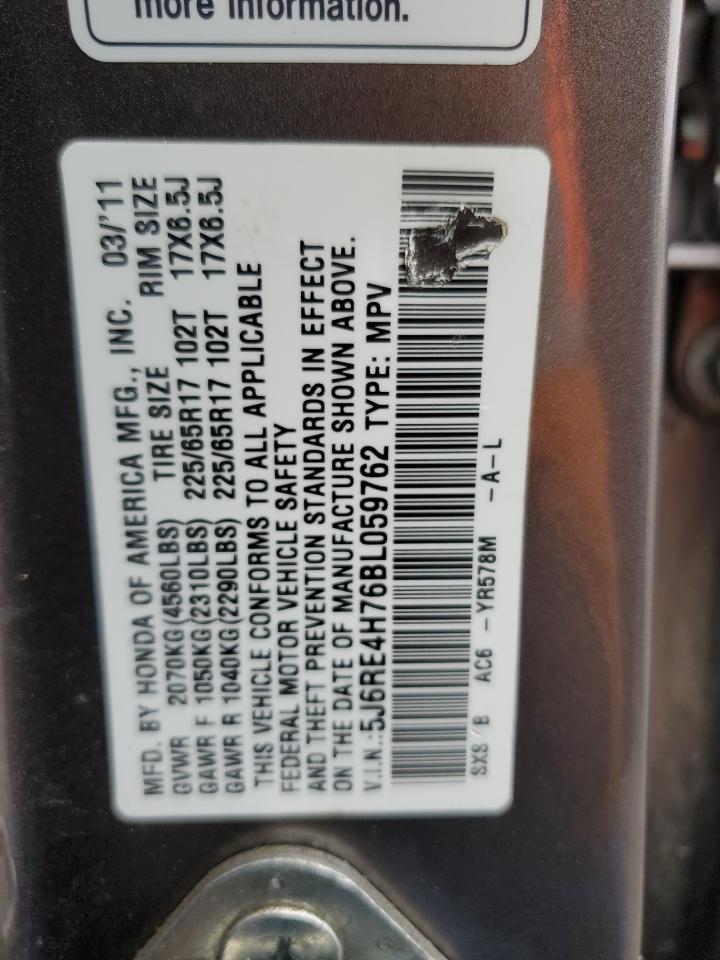 more information.
MFD. BY HONDA OF AMERICA MFG., INC. 03/'11
GVWR 2070KG(4560LBS) TIRE SIZE RIM SIZE
GAWR F 1050KG(2310LBS) 225/65R17 102T 17X6.5J
GAWR R 1040KG(2290LBS) 225/65R17 102T 17X6.5J
THIS VEHICLE CONFORMS TO ALL APPLICABLE
FEDERAL MOTOR VEHICLE SAFETY
AND THEFT PREVENTION STANDARDS IN EFFECT
ON THE DATE OF MANUFACTURE SHOWN ABOVE.
V.I.N.:5J6RE4H76BL059762 TYPE: MPV
SXS / B AC6 -YR578M -A-L